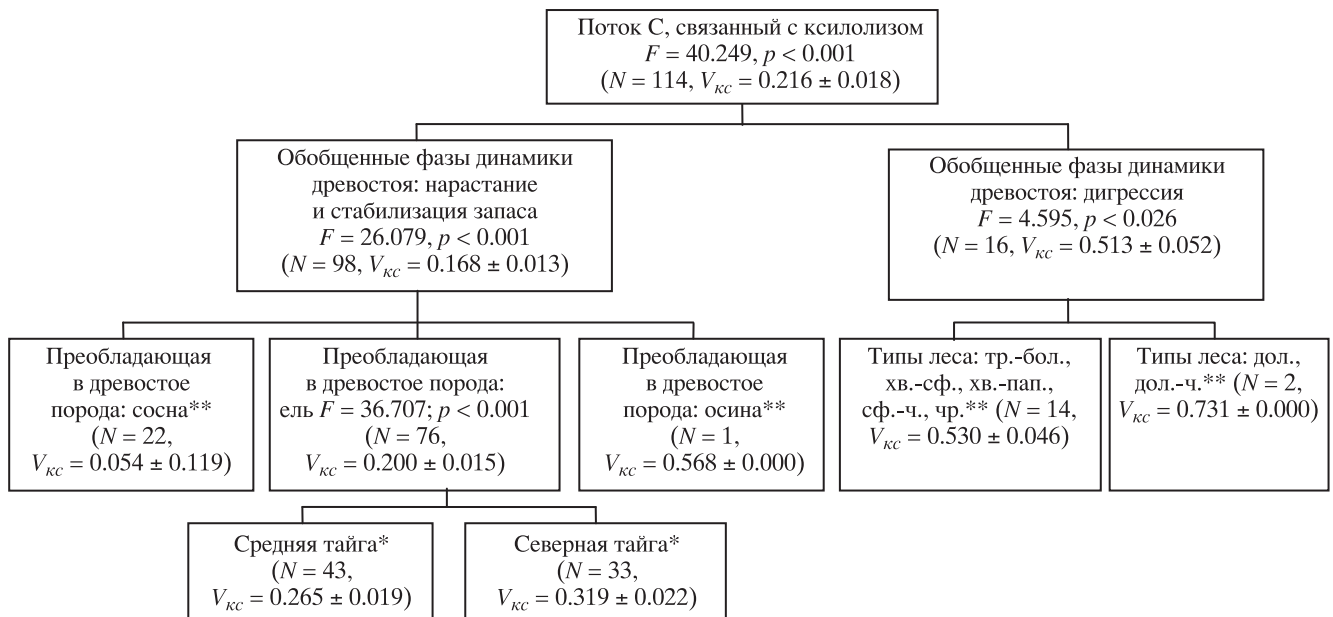 Поток С, связанный с ксилолизом
F = 40.249, p < 0.001
(N = 114, Vкс = 0.216 ± 0.018)
Обобщенные фазы динамики
древостоя: нарастание
и стабилизация запаса
F = 26.079, p < 0.001
(N = 98, Vкс = 0.168 ± 0.013)
Обобщенные фазы динамики
древостоя: дигрессия
F = 4.595, p < 0.026
(N = 16, Vкс = 0.513 ± 0.052)
Преобладающая
в древостое
порода: сосна**
(N = 22,
Vкс = 0.054 ± 0.119)
Преобладающая
в древостое порода:
ель F = 36.707; p < 0.001
(N = 76,
Vкс = 0.200 ± 0.015)
Преобладающая
в древостое
порода: осина**
(N = 1,
Vкс = 0.568 ± 0.000)
Типы леса: тр.-бол.,
хв.-сф., хв.-пап.,
сф.-ч., чр.** (N = 14,
Vкс = 0.530 ± 0.046)
Типы леса: дол.,
дол.-ч.** (N = 2,
Vкс = 0.731 ± 0.000)
Средняя тайга*
(N = 43,
Vкс = 0.265 ± 0.019)
Северная тайга*
(N = 33,
Vкс = 0.319 ± 0.022)